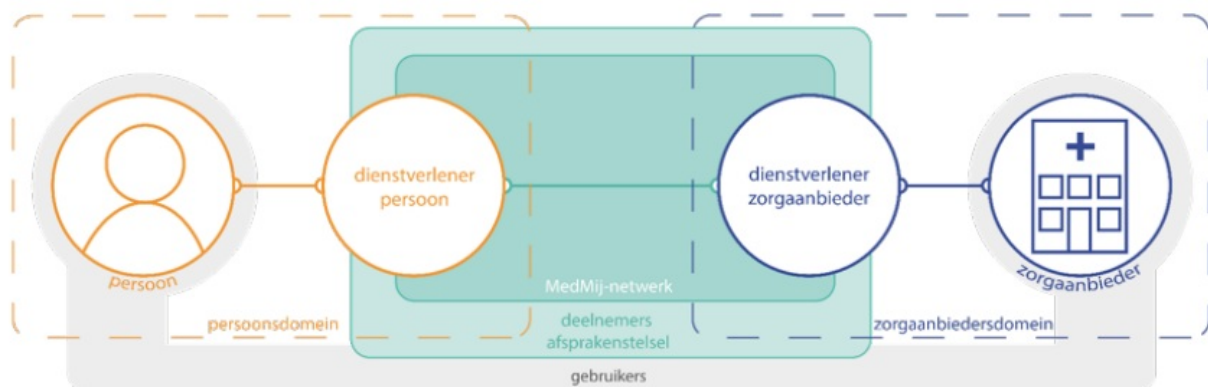 dienstverlener
persoon
dienstverlener
zorgaanbieder
persoon
zorgaanbieder
MedMij-netwerk
persoonsdomein
deelnemers
afsprakenstelsel
zorgaanbiedersdomein
gebruikers